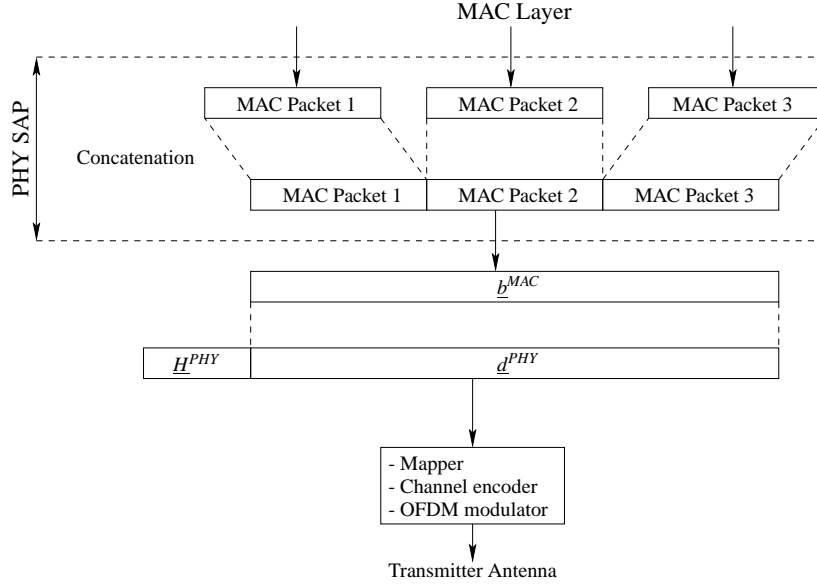 MAC Layer
PHY SAP
MAC Packet 1
MAC Packet 2
MAC Packet 3
Concatenation
MAC Packet 1
MAC Packet 2
MAC Packet 3
b^MAC
H^PHY
d^PHY
- Mapper
- Channel encoder
- OFDM modulator
Transmitter Antenna